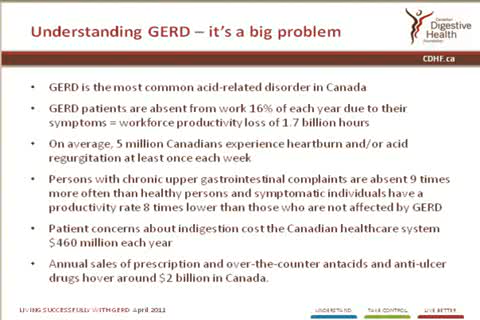 Understanding GERD – it's a big problem
Canadian
Digestive
Health
Foundation
CDHF.ca
• GERD is the most common acid-related disorder in Canada
• GERD patients are absent from work 16% of each year due to their
symptoms = workforce productivity loss of 1.7 billion hours
• On average, 5 million Canadians experience heartburn and/or acid
regurgitation at least once each week
• Persons with chronic upper gastrointestinal complaints are absent 9 times
more often than healthy persons and symptomatic individuals have a
productivity rate 8 times lower than those who are not affected by GERD
• Patient concerns about indigestion cost the Canadian healthcare system
$460 million each year
• Annual sales of prescription and over-the-counter antacids and anti-ulcer
drugs hover around $2 billion in Canada.
LIVING SUCCESSFULLY WITH GERD April 2011
UNDERSTAND TAKE CONTROL LIVE BETTER